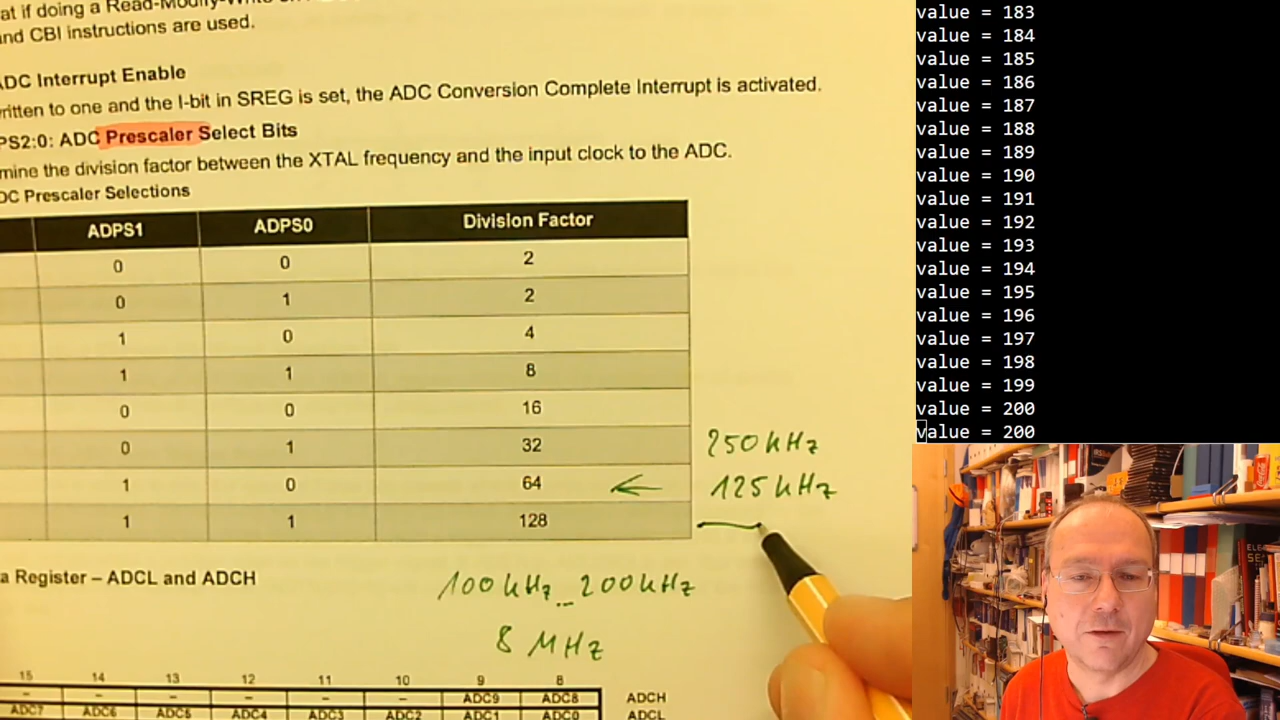 at if doing a
and CBI instructions are used.
ADC Interrupt Enable
ritten to one and the I-bit in SREG is set, the ADC Conversion Complete Interrupt is activated.
PS2:0: ADC Prescaler Select Bits
mine the division factor between the XTAL frequency and the input clock to the ADC.
DC Prescaler Selections
ADPS1 ADPS0 Division Factor
0 0 2
0 1 2
1 0 4
1 1 8
0 0 16
0 1 32 250 kHz
1 0 64 125 kHz
1 1 128
a Register – ADCL and ADCH
100 kHz .. 200 kHz
8 MHz
15 14 13 12 11 10 9 8
– – – – – – ADC9 ADC8 ADCH
ADC7 ADC6 ADC5 ADC4 ADC3 ADC2 ADC1 ADC0 ADCL
value = 183
value = 184
value = 185
value = 186
value = 187
value = 188
value = 189
value = 190
value = 191
value = 192
value = 193
value = 194
value = 195
value = 196
value = 197
value = 198
value = 199
value = 200
value = 200